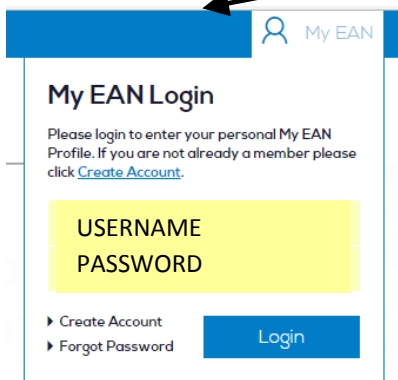 My EAN
My EAN Login
Please login to enter your personal My EAN
Profile. If you are not already a member please
click Create Account.
USERNAME
PASSWORD
Create Account
Forgot Password
Login